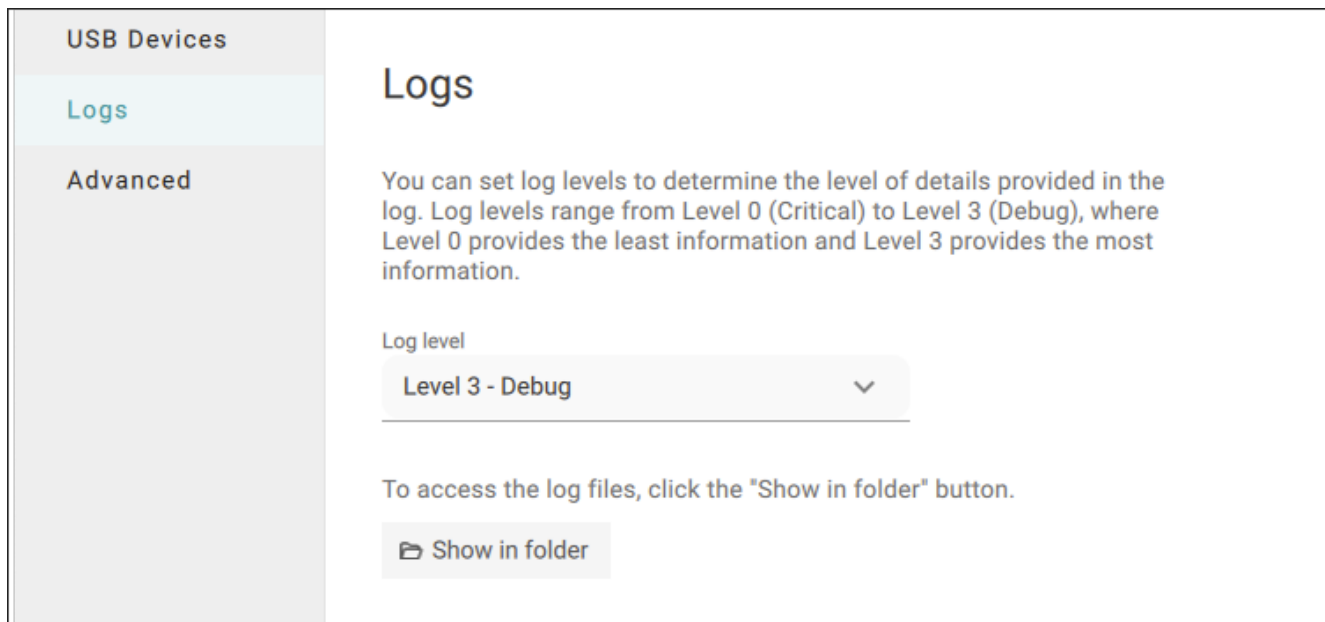 USB Devices
Logs
Advanced
Logs
You can set log levels to determine the level of details provided in the
log. Log levels range from Level 0 (Critical) to Level 3 (Debug), where
Level 0 provides the least information and Level 3 provides the most
information.
Log level
Level 3 - Debug
To access the log files, click the "Show in folder" button.
Show in folder